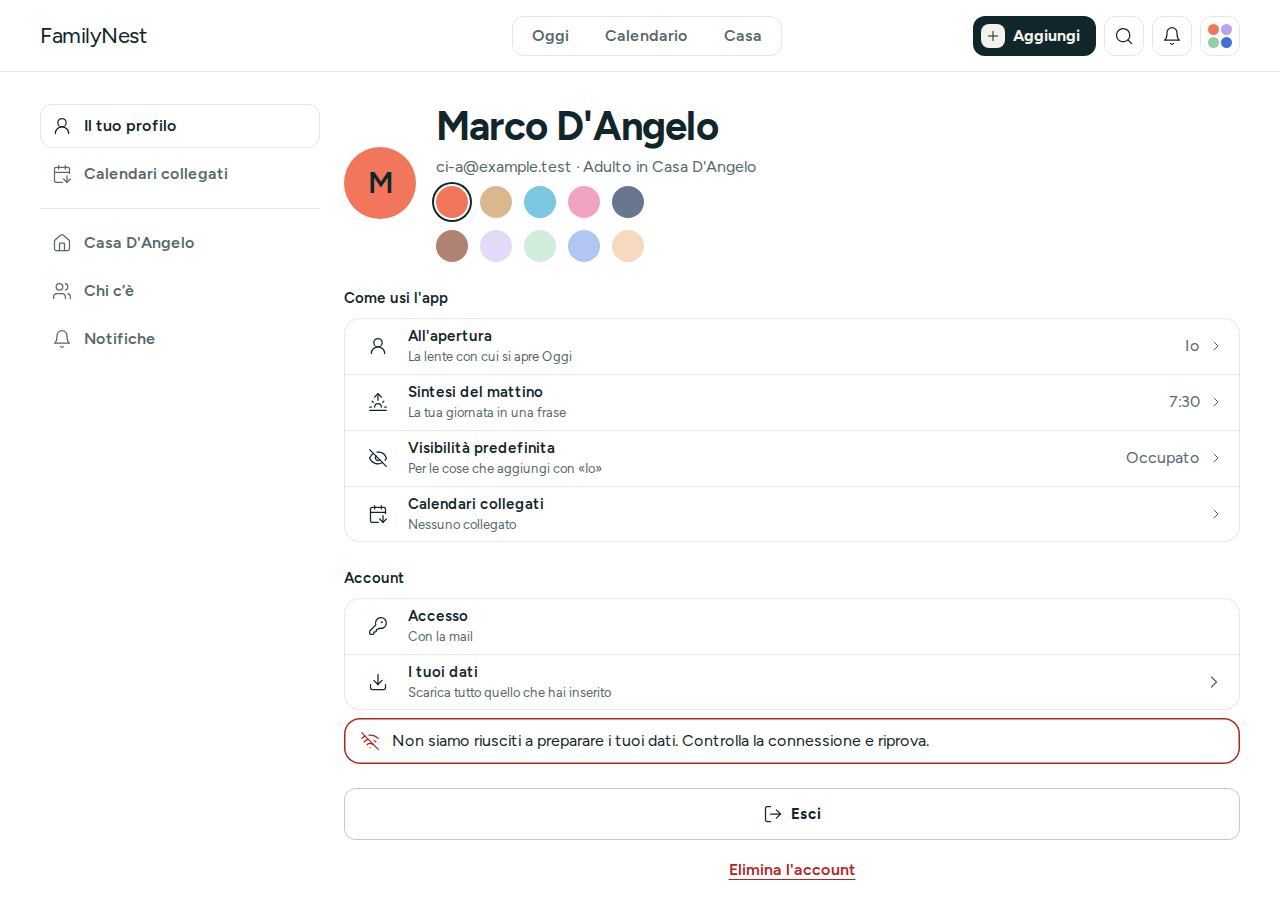 FamilyNest
Oggi
Calendario
Casa
Aggiungi
Il tuo profilo
Calendari collegati
Casa D'Angelo
Chi c’è
Notifiche
M
Marco D'Angelo
ci-a@example.test · Adulto in Casa D'Angelo
Come usi l'app
All'apertura
La lente con cui si apre Oggi
Io
Sintesi del mattino
La tua giornata in una frase
7:30
Visibilità predefinita
Per le cose che aggiungi con «Io»
Occupato
Calendari collegati
Nessuno collegato
Account
Accesso
Con la mail
I tuoi dati
Scarica tutto quello che hai inserito
Non siamo riusciti a preparare i tuoi dati. Controlla la connessione e riprova.
Esci
Elimina l'account